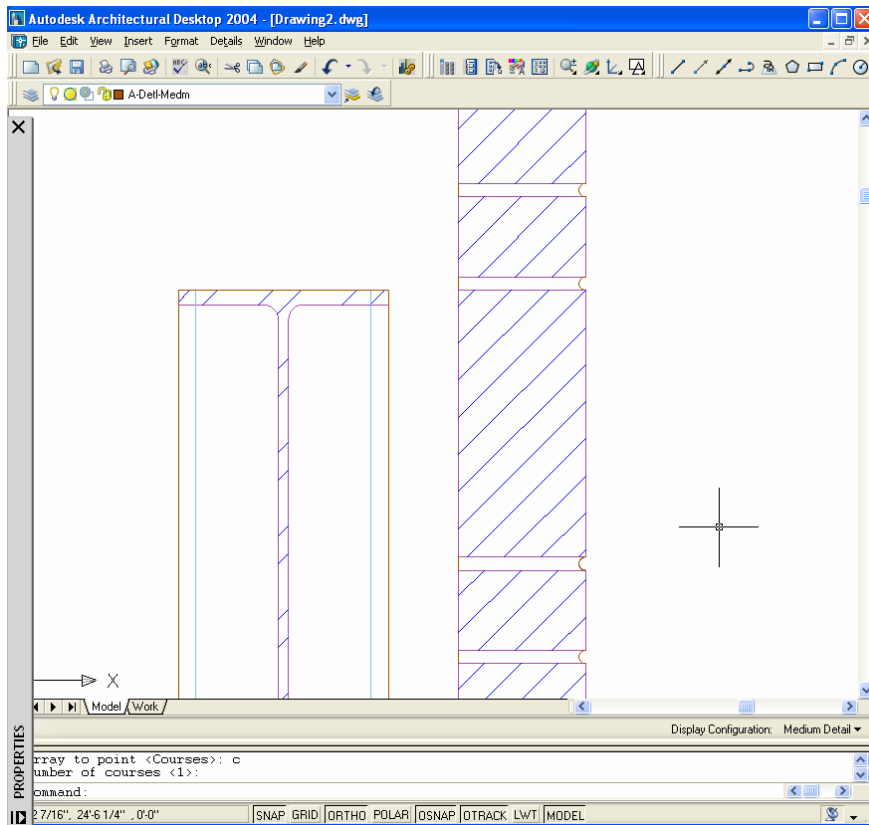 Autodesk Architectural Desktop 2004 - [Drawing2.dwg]
File Edit View Insert Format Details Window Help
A-Detl-Medm
X
Model Work
Display Configuration: Medium Detail
PROPERTIES
rray to point <Courses>: c
umber of courses <1>:
ommand:
2 7/16", 24'-6 1/4" , 0'-0" SNAP GRID ORTHO POLAR OSNAP OTRACK LWT MODEL